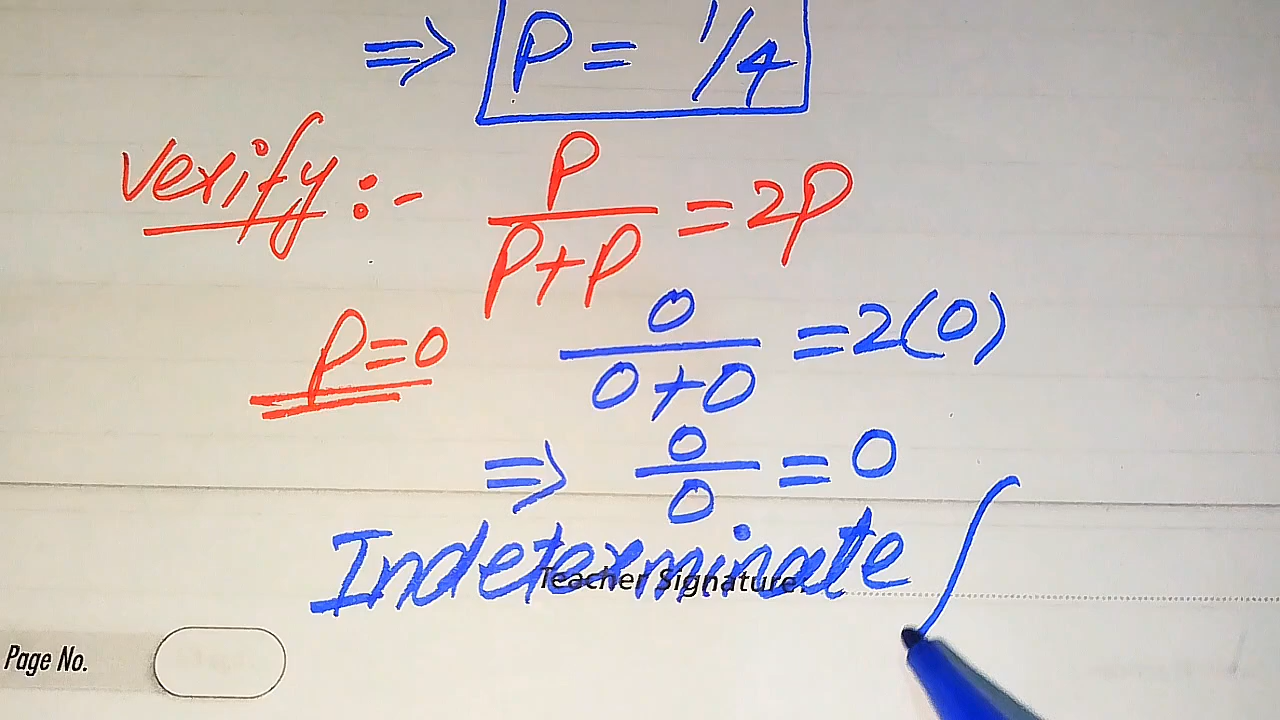 => P = 1/4
Verify :- P/(P+P) = 2P
P=0 0/(0+0) = 2(0)
=> 0/0 = 0
Indeterminate
Teacher Signature:
Page No.